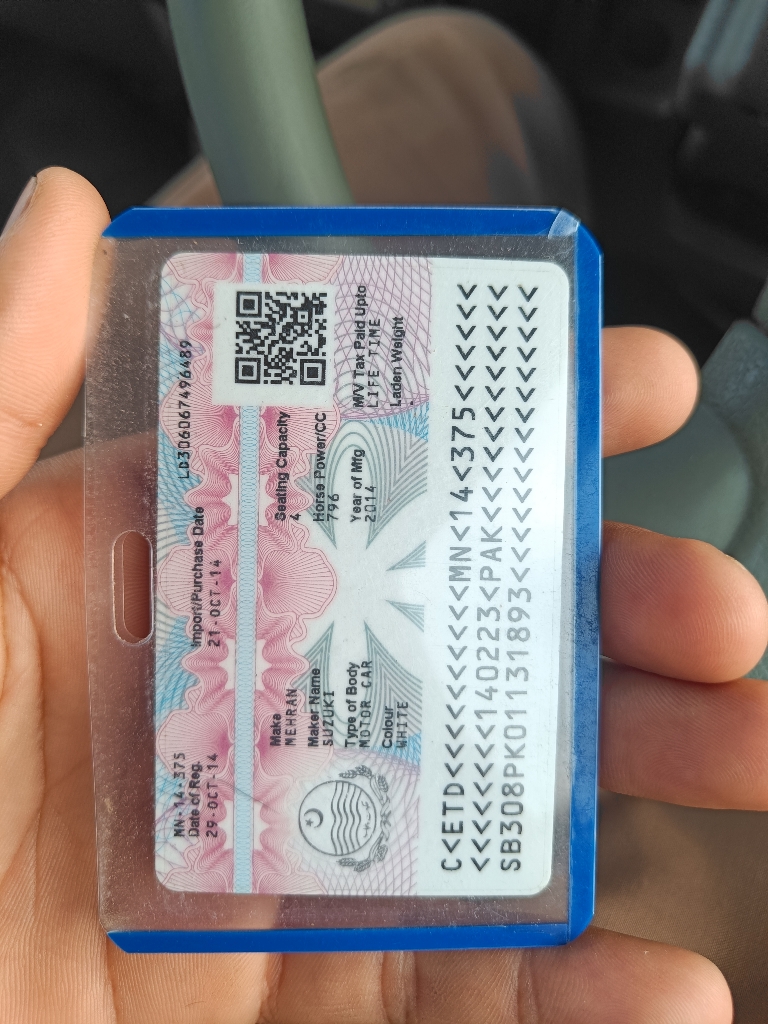 MN-14-375 LD306067496489
Date of Reg. Import/Purchase Date
29-OCT-14 21-OCT-14
Make Seating Capacity
MEHRAN 4
Maker Name Horse Power/CC
SUZUKI 796
Type of Body Year of Mfg M/V Tax Paid Upto
MOTOR CAR 2014 LIFE TIME
Colour Laden Weight
WHITE -
C<ETD<<<<<<<<<<MN<14<375<<<<<<
<<<<<<<140223<PAK<<<<<<<<<<<<<
SB308PK01131893<<<<<<<<<<<<<<<